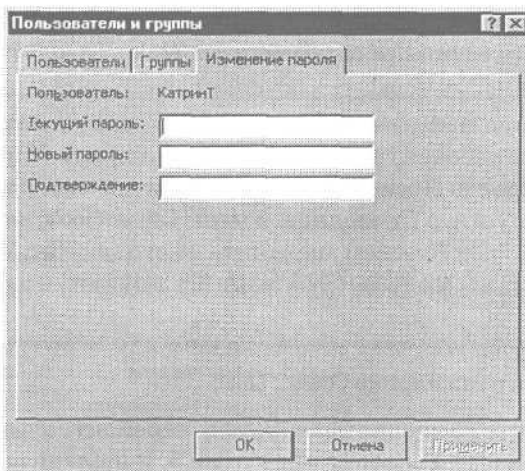 Пользователи и группы
Пользователи Группы Изменение пароля
Пользователь: КатринТ
Текущий пароль:
Новый пароль:
Подтверждение:
OK Отмена Применить